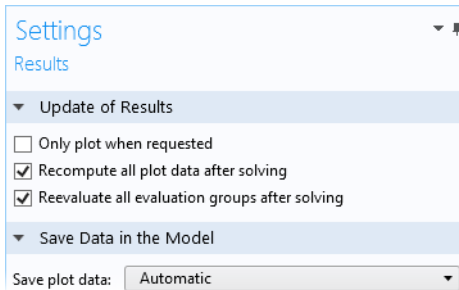 Settings
Results
Update of Results
Only plot when requested
Recompute all plot data after solving
Reevaluate all evaluation groups after solving
Save Data in the Model
Save plot data: Automatic